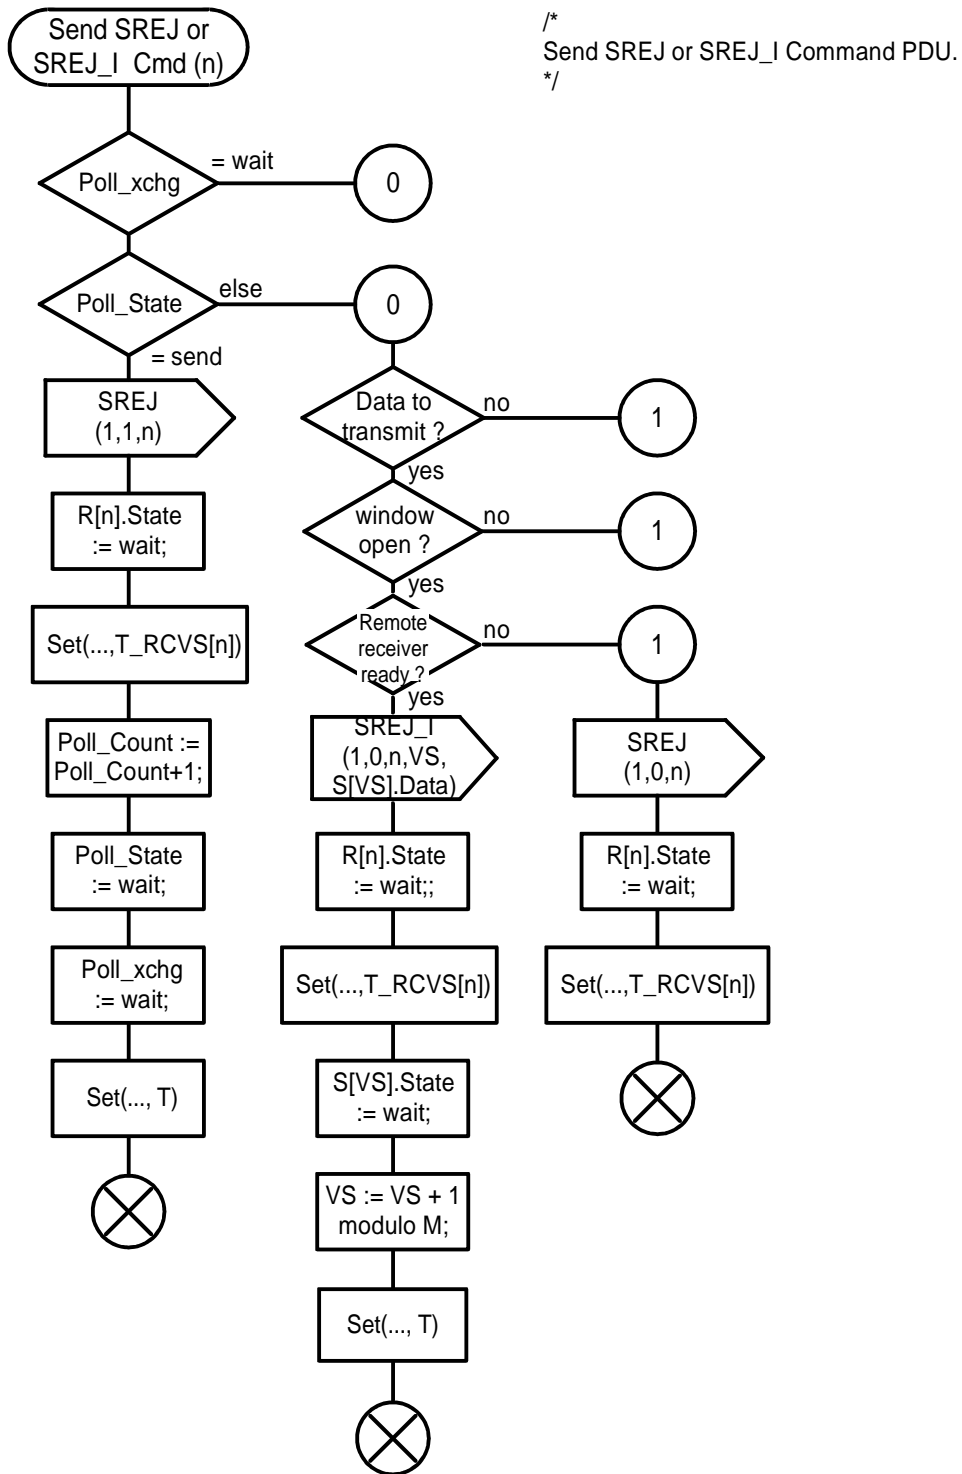 Send SREJ or
SREJ_I Cmd (n)
/*
Send SREJ or SREJ_I Command PDU.
*/
Poll_xchg
= wait
0
Poll_State
else
0
= send
SREJ
(1,1,n)
R[n].State
:= wait;
Set(...,T_RCVS[n])
Poll_Count :=
Poll_Count+1;
Poll_State
:= wait;
Poll_xchg
:= wait;
Set(..., T)
Data to
transmit ?
no
1
yes
window
open ?
no
1
yes
Remote
receiver
ready ?
no
1
yes
SREJ_I
(1,0,n,VS,
S[VS].Data)
R[n].State
:= wait;;
Set(...,T_RCVS[n])
S[VS].State
:= wait;
VS := VS + 1
modulo M;
Set(..., T)
SREJ
(1,0,n)
R[n].State
:= wait;
Set(...,T_RCVS[n])